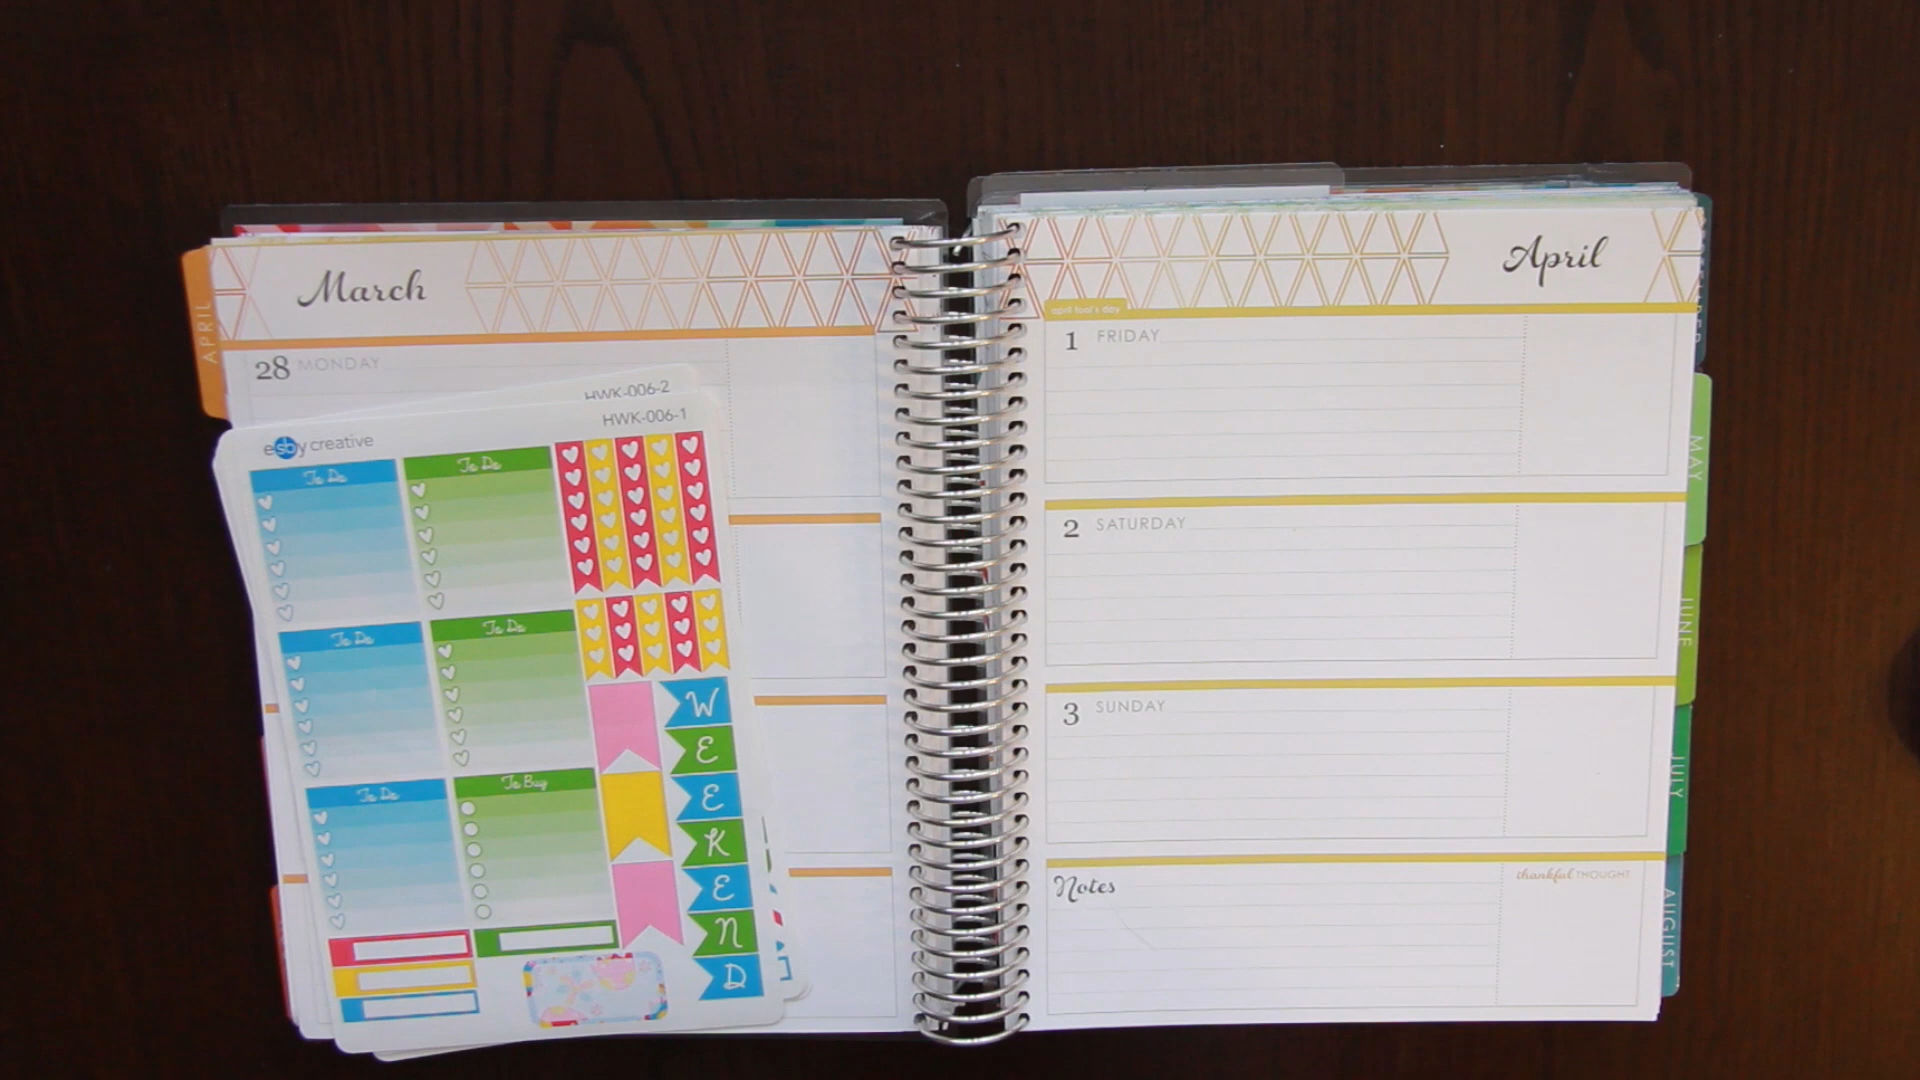 March
APRIL
28 MONDAY
HWK-006-2
HWK-006-1
esby creative
To Do
To Do
To Do
To Do
To Do
To Buy
W
E
E
K
E
N
D
April
april fool's day
1 FRIDAY
2 SATURDAY
3 SUNDAY
Notes
thankful THOUGHT
MAY
JUNE
JULY
AUGUST